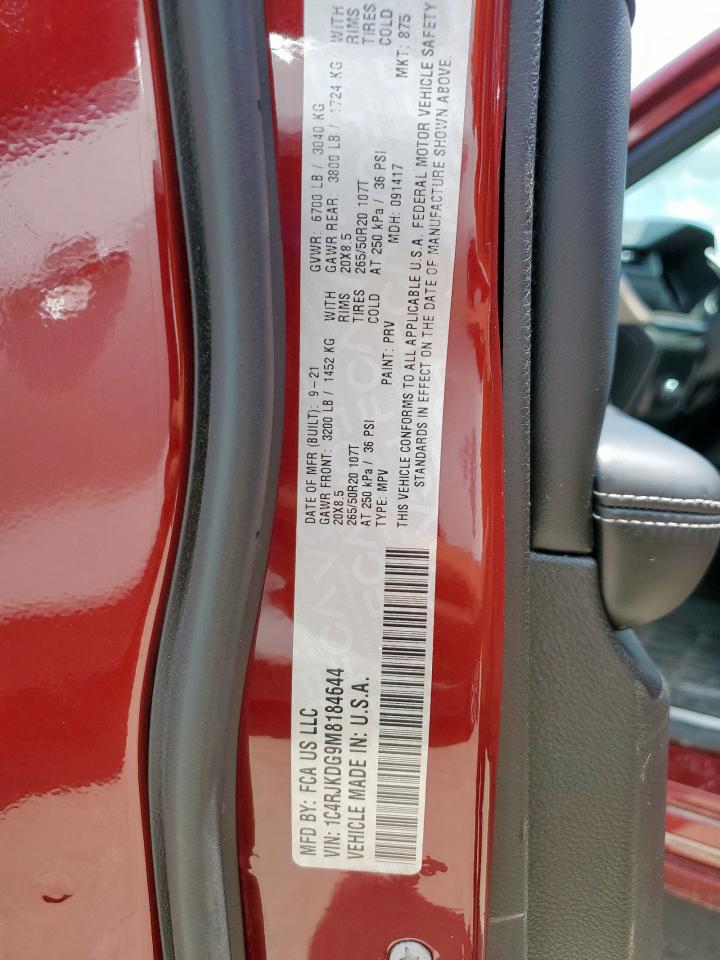 MFD BY: FCA US LLC
DATE OF MFR (BUILT): 9-21
GVWR: 6700 LB / 3040 KG
VIN: 1C4RJKDG9M8184644
GAWR FRONT: 3200 LB / 1452 KG WITH
GAWR REAR: 3800 LB / 1724 KG WITH
VEHICLE MADE IN: U.S.A.
20X8.5 RIMS
20X8.5 RIMS
265/50R20 107T TIRES
265/50R20 107T TIRES
AT 250 kPa / 36 PSI COLD
AT 250 kPa / 36 PSI COLD
TYPE: MPV PAINT: PRV MDH: 091417 MKT: 875
THIS VEHICLE CONFORMS TO ALL APPLICABLE U.S.A. FEDERAL MOTOR VEHICLE SAFETY
STANDARDS IN EFFECT ON THE DATE OF MANUFACTURE SHOWN ABOVE.